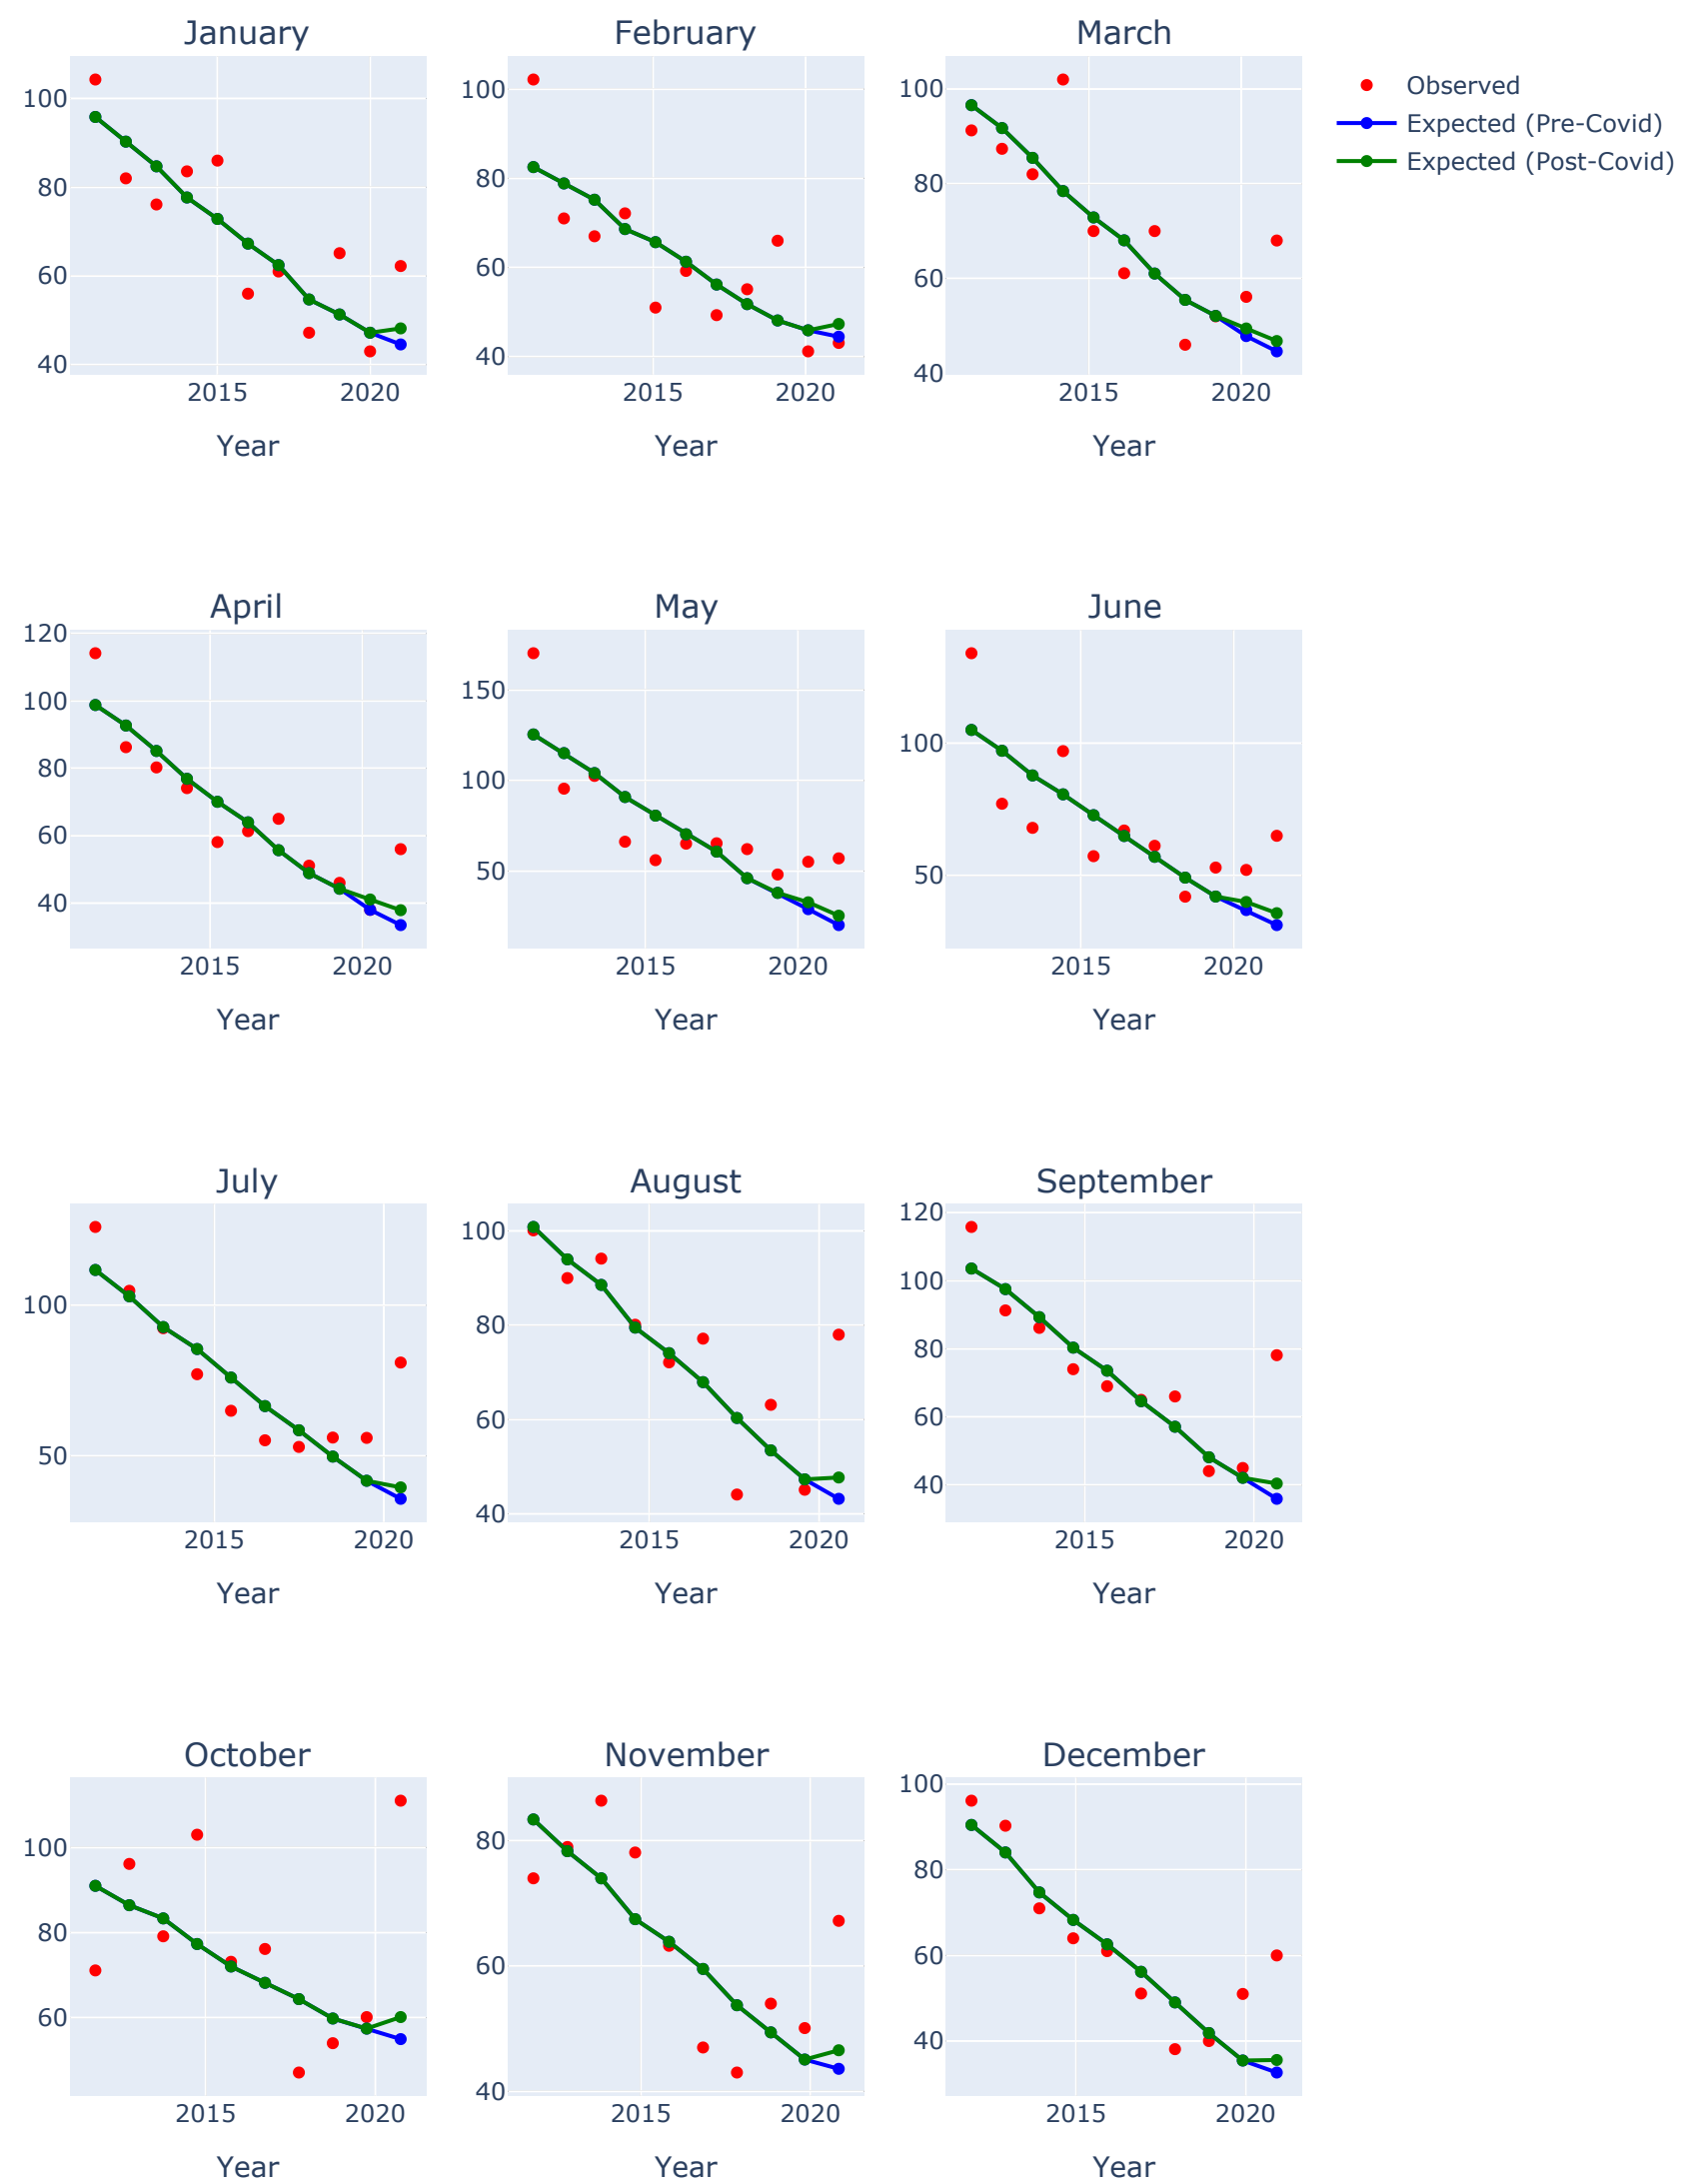 January
February
March
Observed
Expected (Pre-Covid)
Expected (Post-Covid)
100
80
60
40
2015
2020
Year
100
80
60
40
2015
2020
Year
100
80
60
40
2015
2020
Year
April
May
June
120
100
80
60
40
2015
2020
Year
150
100
50
2015
2020
Year
100
50
2015
2020
Year
July
August
September
100
50
2015
2020
Year
100
80
60
40
2015
2020
Year
120
100
80
60
40
2015
2020
Year
October
November
December
100
80
60
2015
2020
Year
80
60
40
2015
2020
Year
100
80
60
40
2015
2020
Year